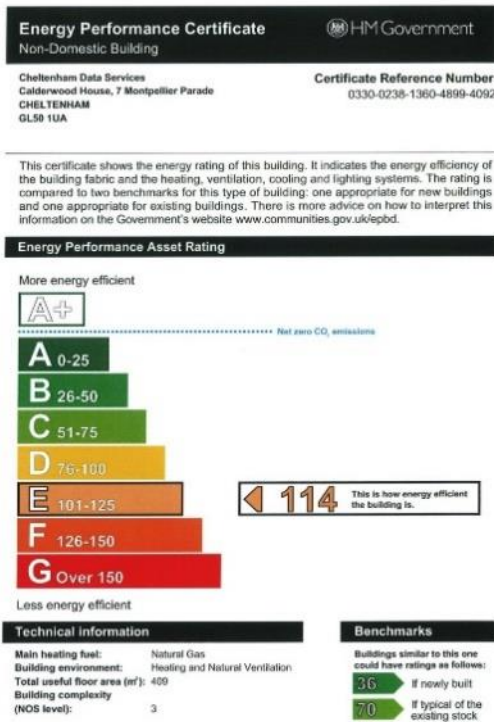 Energy Performance Certificate
HM Government
Non-Domestic Building
Cheltenham Data Services
Calderwood House, 7 Montpellier Parade
CHELTENHAM
GL50 1UA
Certificate Reference Number
0330-0238-1360-4899-4092
This certificate shows the energy rating of this building. It indicates the energy efficiency of
the building fabric and the heating, ventilation, cooling and lighting systems. The rating is
compared to two benchmarks for this type of building: one appropriate for new buildings
and one appropriate for existing buildings. There is more advice on how to interpret this
information on the Government's website www.communities.gov.uk/epbd.
Energy Performance Asset Rating
More energy efficient
A+
Net zero CO₂ emissions
A 0-25
B 26-50
C 51-75
D 76-100
E 101-125
114
This is how energy efficient
the building is.
F 126-150
G Over 150
Less energy efficient
Technical information
Main heating fuel: Natural Gas
Building environment: Heating and Natural Ventilation
Total useful floor area (m²): 409
Building complexity
(NOS level): 3
Benchmarks
Buildings similar to this one
could have ratings as follows:
36 If newly built
70 If typical of the
existing stock